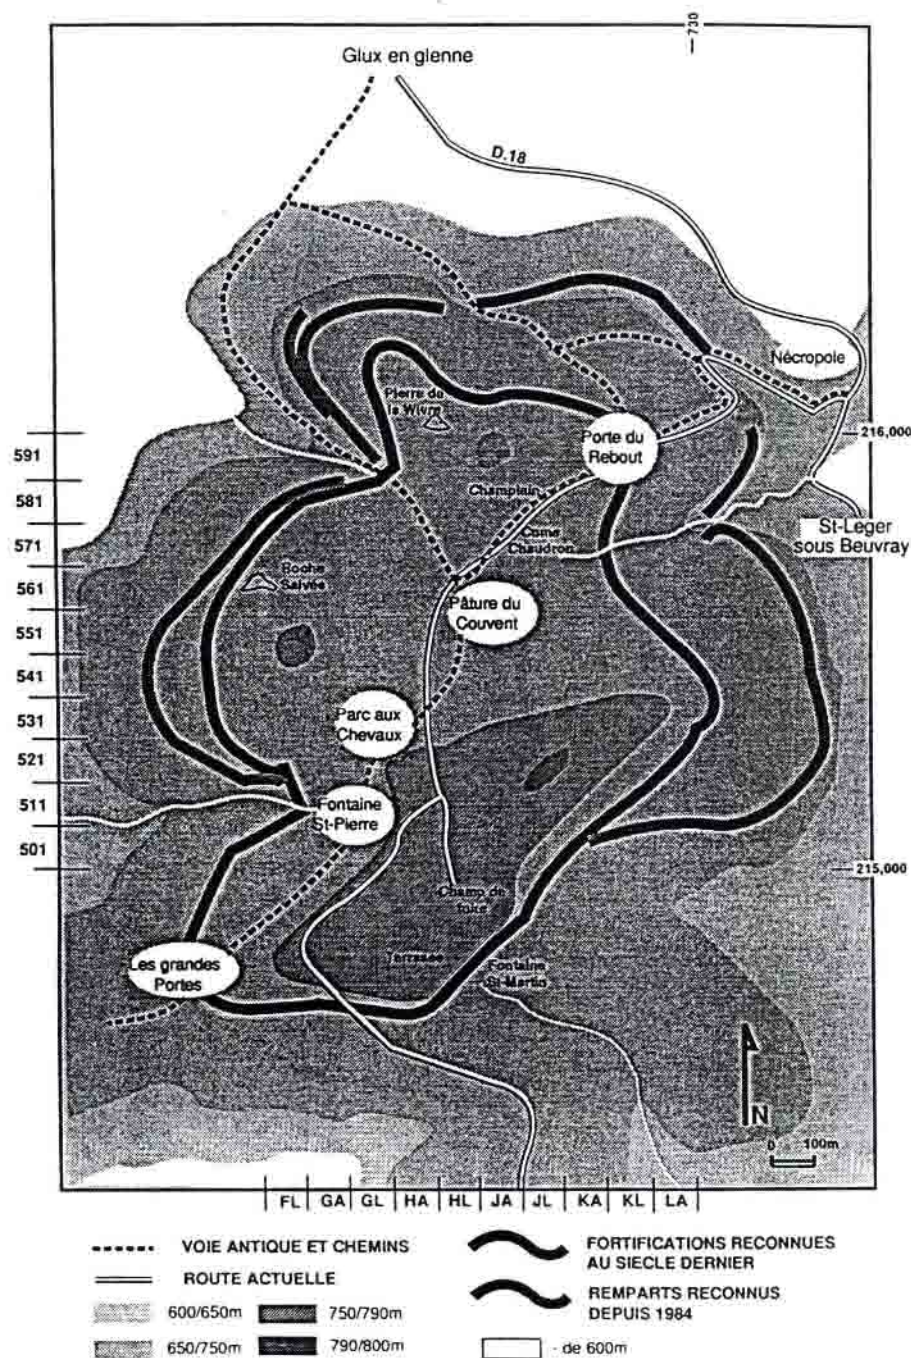 730
Glux en glenne
D.18
Nécropole
Pierre de
la Wivre
216,000
Porte du
Rebout
591
Champlain
581
Come
Chaudron
St-Leger
sous Beuvray
571
Roche
Salvée
561
Pâture du
Couvent
551
541
Parc aux
Chevaux
531
521
511
Fontaine
St-Pierre
501
215,000
Champ de
foire
Terrasse
Les grandes
Portes
Fontaine
St-Martin
N
0 100m
FL GA GL HA HL JA JL KA KL LA
VOIE ANTIQUE ET CHEMINS
ROUTE ACTUELLE
600/650m
750/790m
650/750m
790/800m
FORTIFICATIONS RECONNUES
AU SIECLE DERNIER
REMPARTS RECONNUS
DEPUIS 1984
- de 600m